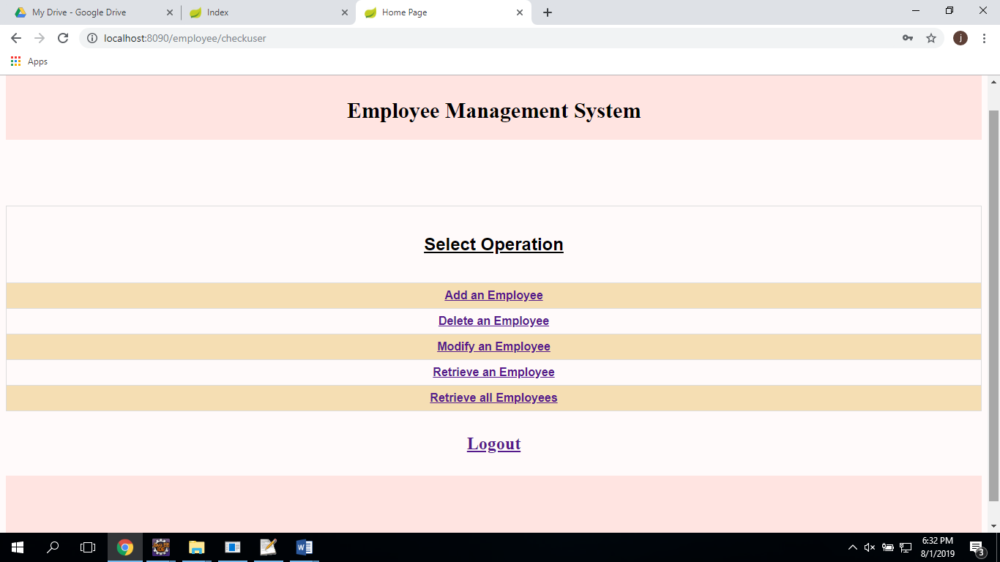 My Drive - Google Drive
Index
Home Page
localhost:8090/employee/checkuser
j
Apps
Employee Management System
Select Operation
Add an Employee
Delete an Employee
Modify an Employee
Retrieve an Employee
Retrieve all Employees
Logout
W
6:32 PM
8/1/2019
3